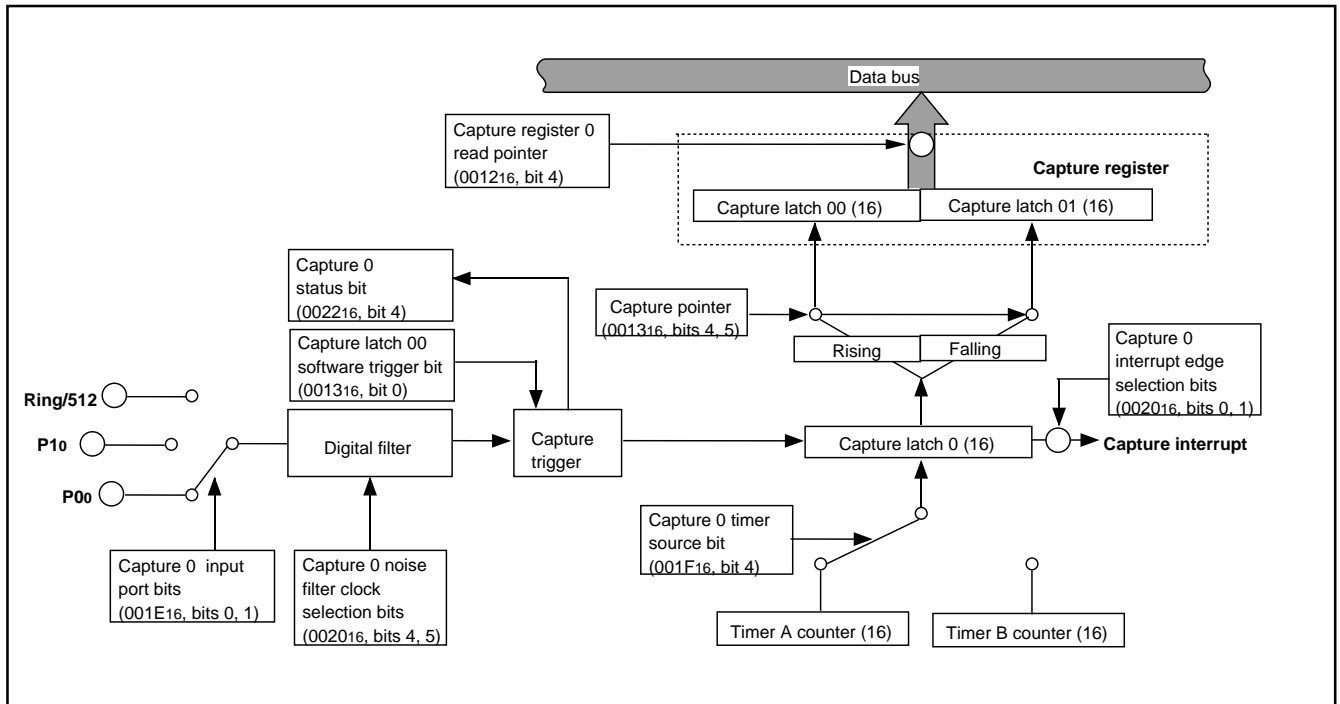 Data bus
Capture register 0
read pointer
(001216, bit 4)
Capture register
Capture latch 00 (16)
Capture latch 01 (16)
Capture 0
status bit
(002216, bit 4)
Capture pointer
(001316, bits 4, 5)
Rising
Falling
Capture 0
interrupt edge
selection bits
(002016, bits 0, 1)
Capture latch 00
software trigger bit
(001316, bit 0)
Ring/512
P10
P00
Digital filter
Capture
trigger
Capture latch 0 (16)
Capture interrupt
Capture 0 input
port bits
(001E16, bits 0, 1)
Capture 0 noise
filter clock
selection bits
(002016, bits 4, 5)
Capture 0 timer
source bit
(001F16, bit 4)
Timer A counter (16)
Timer B counter (16)